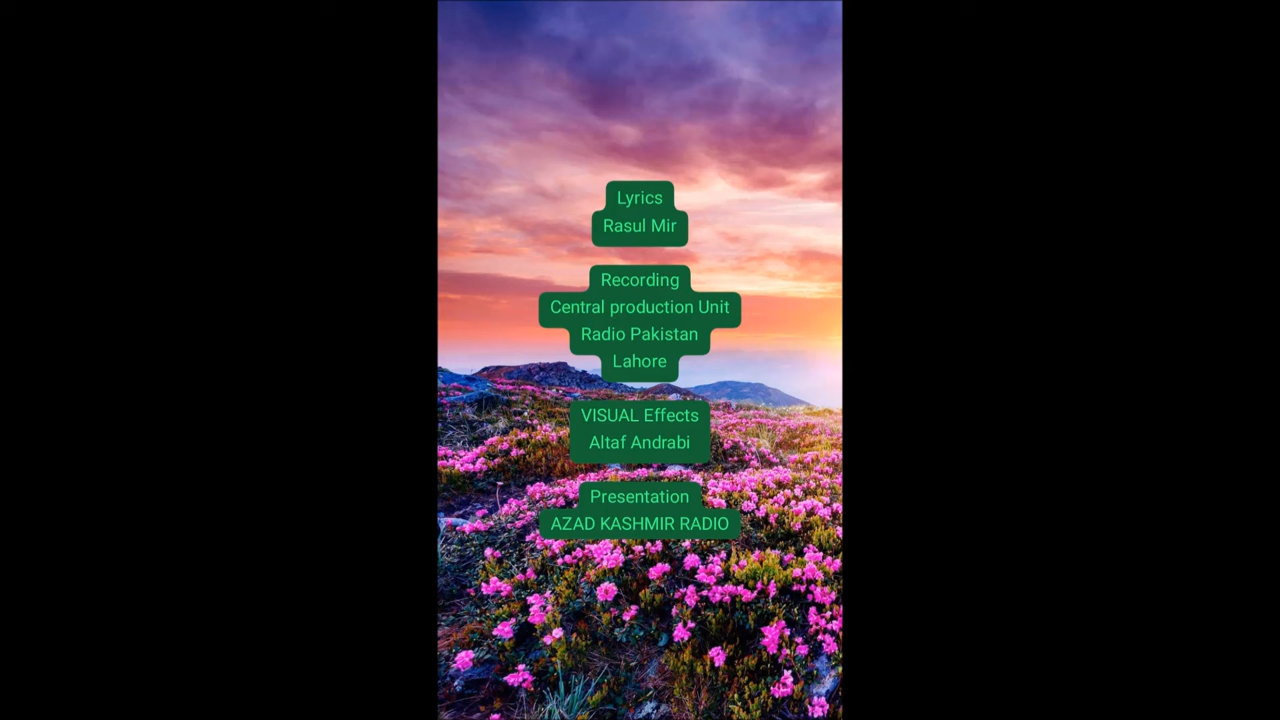 Lyrics
Rasul Mir
Recording
Central production Unit
Radio Pakistan
Lahore
VISUAL Effects
Altaf Andrabi
Presentation
AZAD KASHMIR RADIO